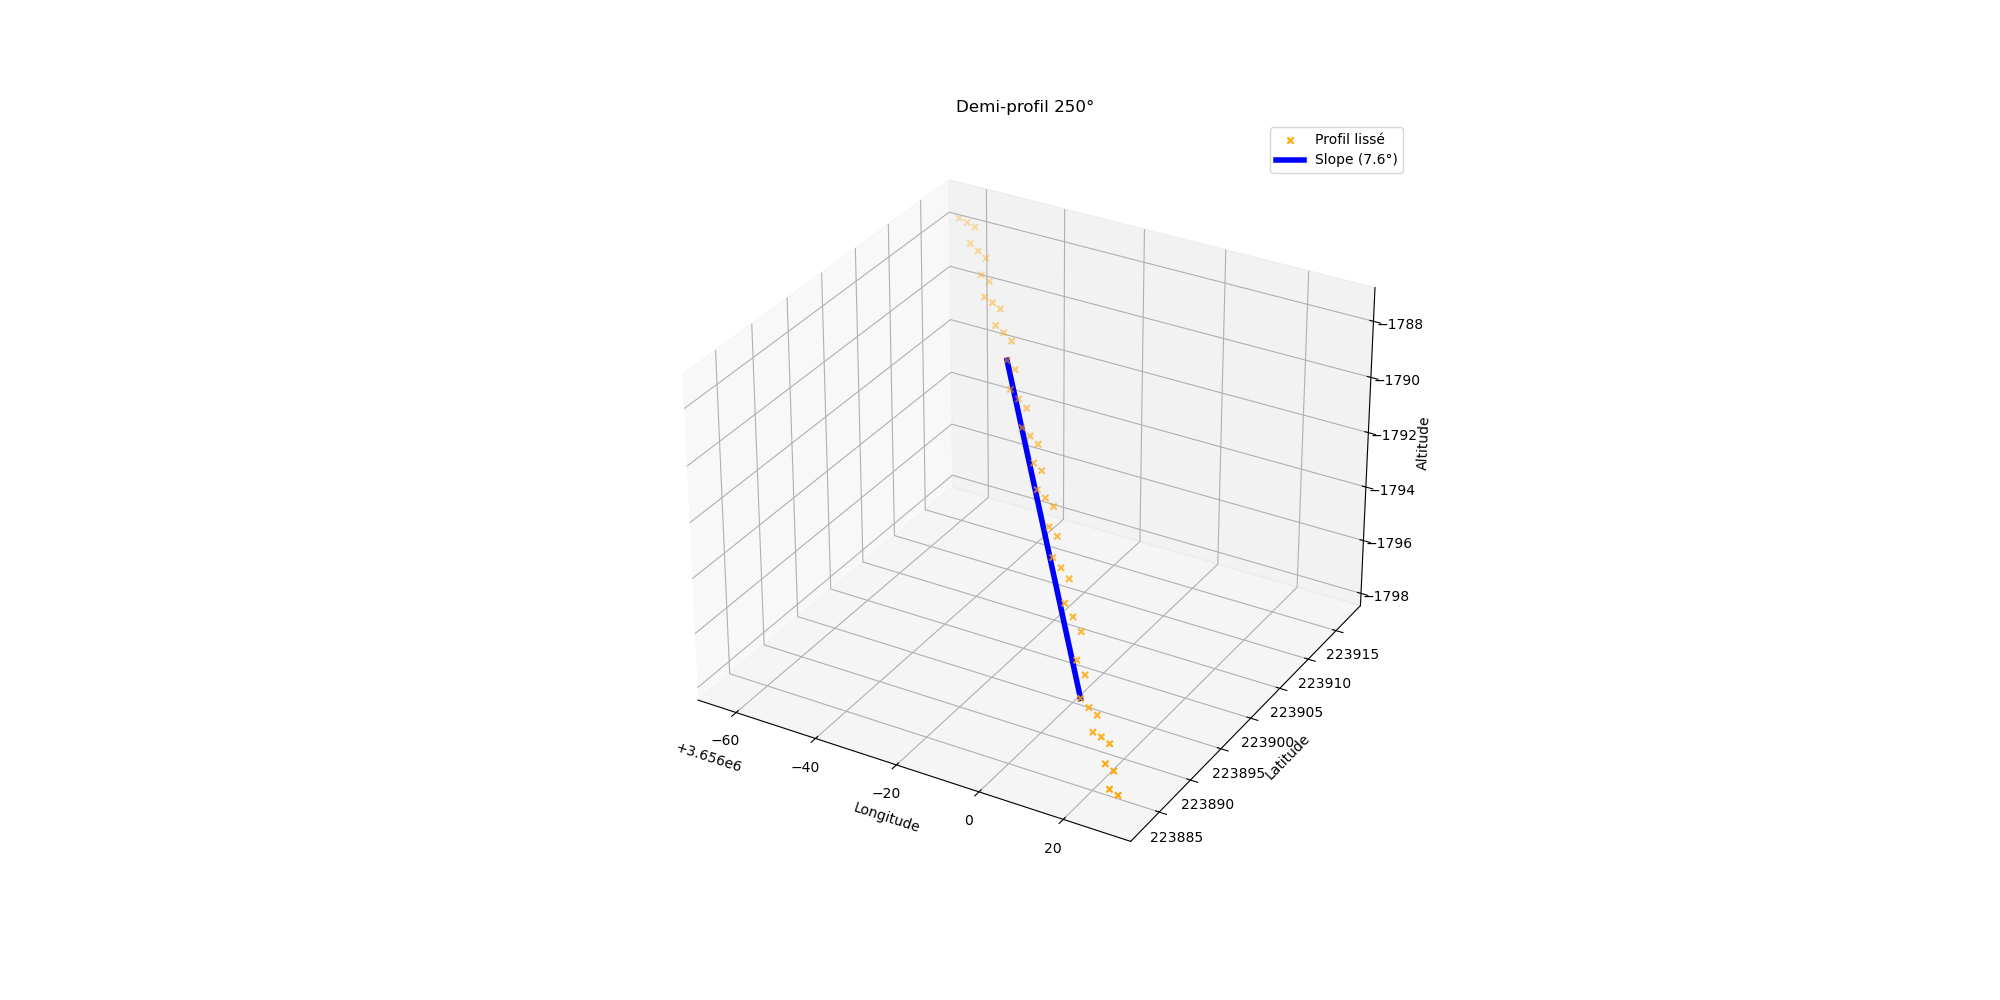 Demi-profil 250°
Profil lissé
Slope (7.6°)
−1788
−1790
−1792
−1794
−1796
−1798
Altitude
223915
223910
223905
223900
223895
223890
223885
Latitude
−60
−40
−20
0
20
+3.656e6
Longitude